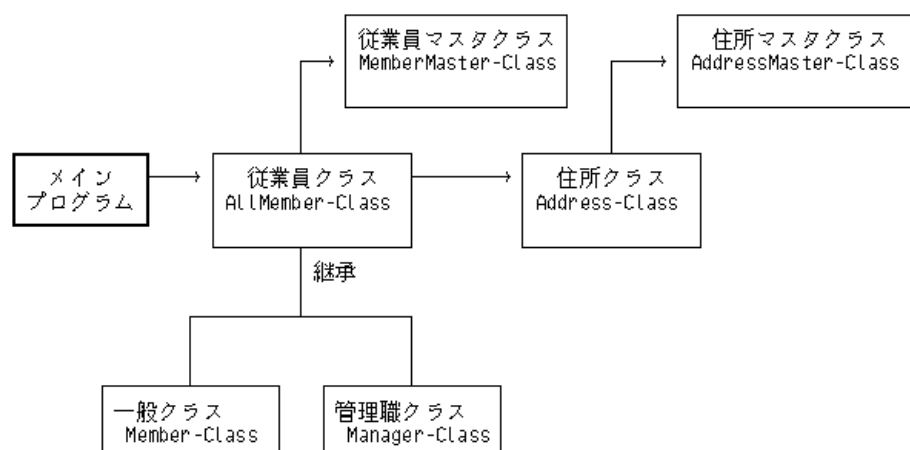 従業員マスタクラス
MemberMaster-Class
住所マスタクラス
AddressMaster-Class
メイン
プログラム
従業員クラス
AllMember-Class
住所クラス
Address-Class
継承
一般クラス
Member-Class
管理職クラス
Manager-Class